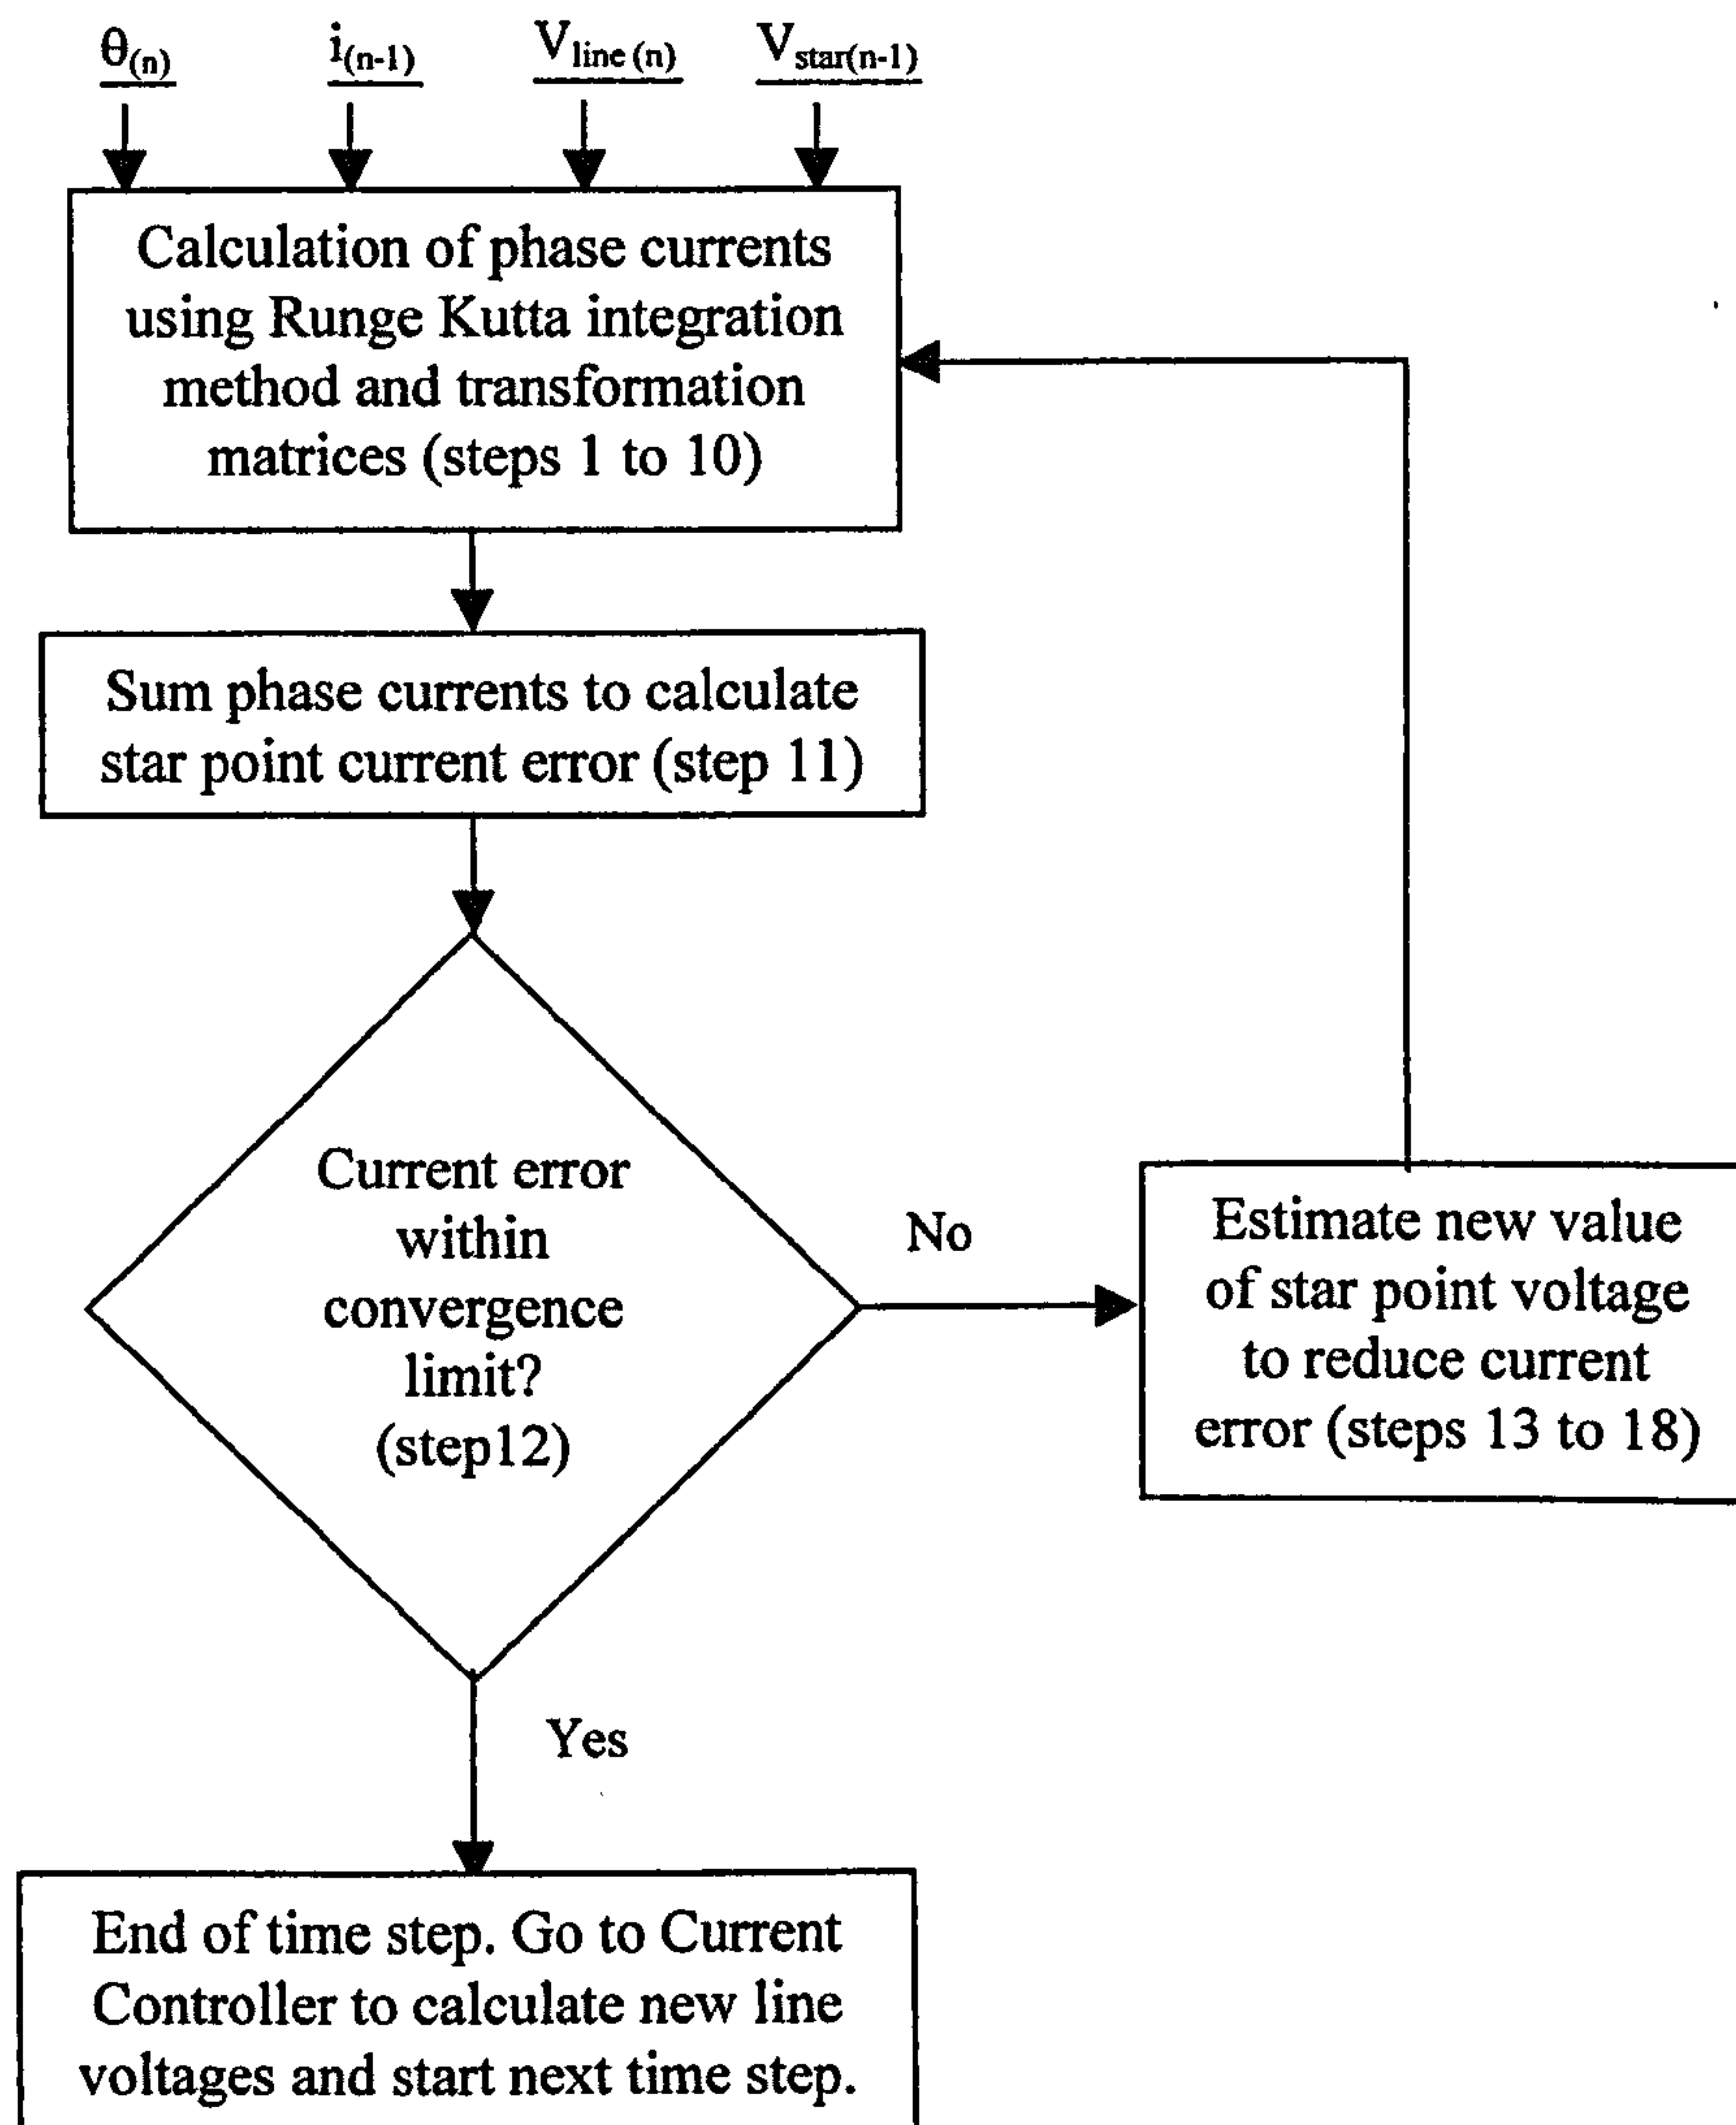 θ(n) i(n-1) Vline (n) Vstar(n-1)
Calculation of phase currents
using Runge Kutta integration
method and transformation
matrices (steps 1 to 10)
Sum phase currents to calculate
star point current error (step 11)
Current error
within
convergence
limit?
(step12)
No
Estimate new value
of star point voltage
to reduce current
error (steps 13 to 18)
Yes
End of time step. Go to Current
Controller to calculate new line
voltages and start next time step.